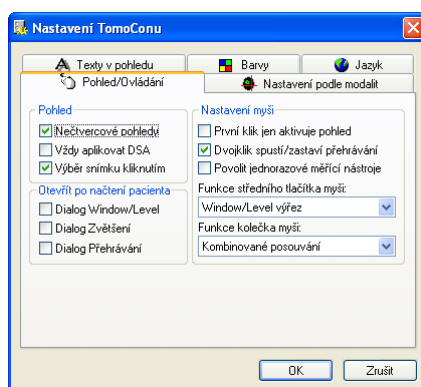 Nastavení TomoConu
Texty v pohledu
Barvy
Jazyk
Pohled/Ovládání
Nastavení podle modalit
Pohled
Nečtvercové pohledy
Vždy aplikovat DSA
Výběr snímku kliknutím
Otevřít po načtení pacienta
Dialog Window/Level
Dialog Zvětšení
Dialog Přehrávání
Nastavení myši
První klik jen aktivuje pohled
Dvojklik spustí/zastaví přehrávání
Povolit jednorazové měřící nástroje
Funkce středního tlačítka myši:
Window/Level výřez
Funkce kolečka myši:
Kombinované posouvání
OK
Zrušit